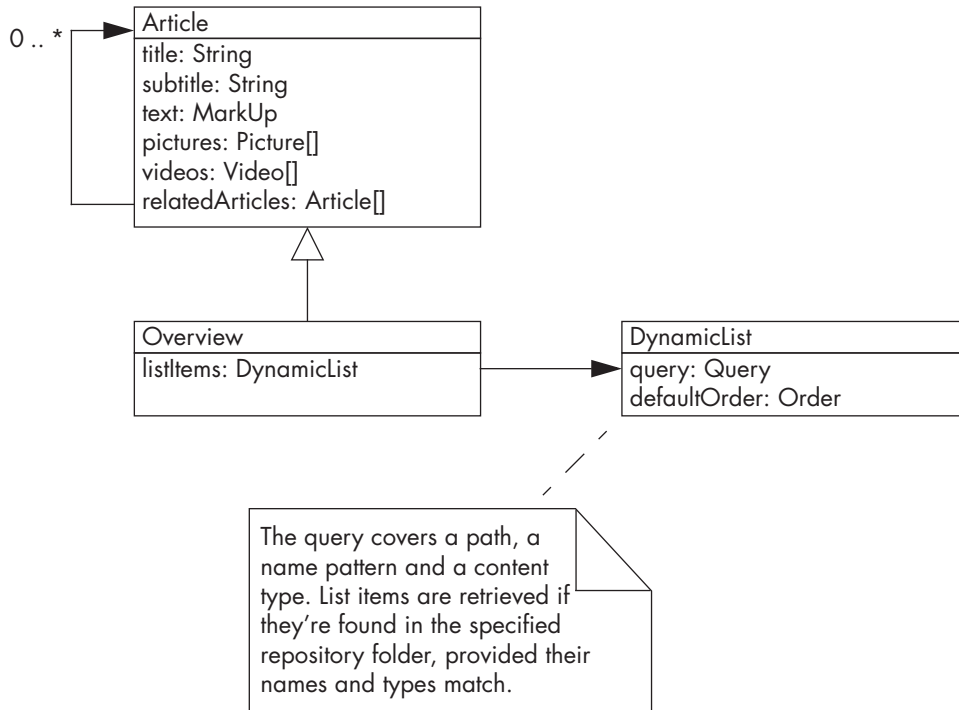 0 .. *
Article
title: String
subtitle: String
text: MarkUp
pictures: Picture[]
videos: Video[]
relatedArticles: Article[]
Overview
listItems: DynamicList
DynamicList
query: Query
defaultOrder: Order
The query covers a path, a
name pattern and a content
type. List items are retrieved if
they're found in the specified
repository folder, provided their
names and types match.